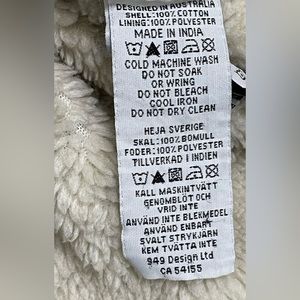 DESIGNED IN AUSTRALIA
SHELL:100% COTTON
LINING:100% POLYESTER
MADE IN INDIA
COLD MACHINE WASH
DO NOT SOAK
OR WRING
DO NOT BLEACH
COOL IRON
DO NOT DRY CLEAN
HEJA SVERIGE
SKAL:100% BOMULL
FODER:100% POLYESTER
TILLVERKAD I INDIEN
KALL MASKINTVÄTT
GENOMBLÖT OCH
VRID INTE
ANVÄND INTE BLEKMEDEL
ANVÄND ENBART
SVALT STRYKJÄRN
KEM TVÄTTA INTE
949 Design Ltd
CA 54155